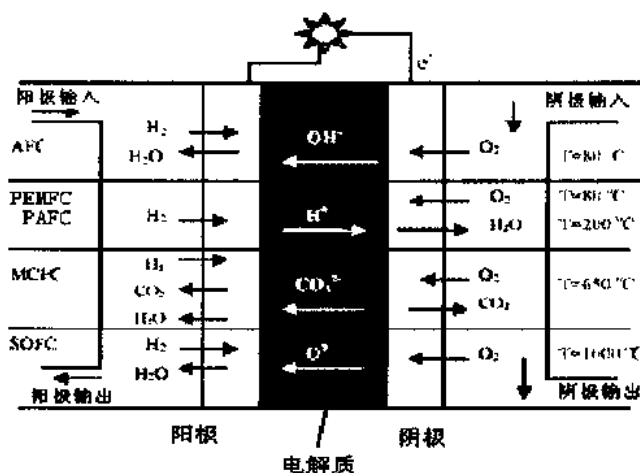 e⁻
阳极输入
阴极输入
AFC
H₂
H₂O
OH⁻
O₂
T=80 °C
PEMFC
PAFC
H₂
H⁺
O₂
H₂O
T=80 °C
T=200 °C
MCFC
H₂
CO₂
H₂O
CO₃²⁻
O₂
CO₂
T=650 °C
SOFC
H₂
H₂O
O²⁻
O₂
T=1000 °C
阳极输出
阴极输出
阳极
阴极
电解质